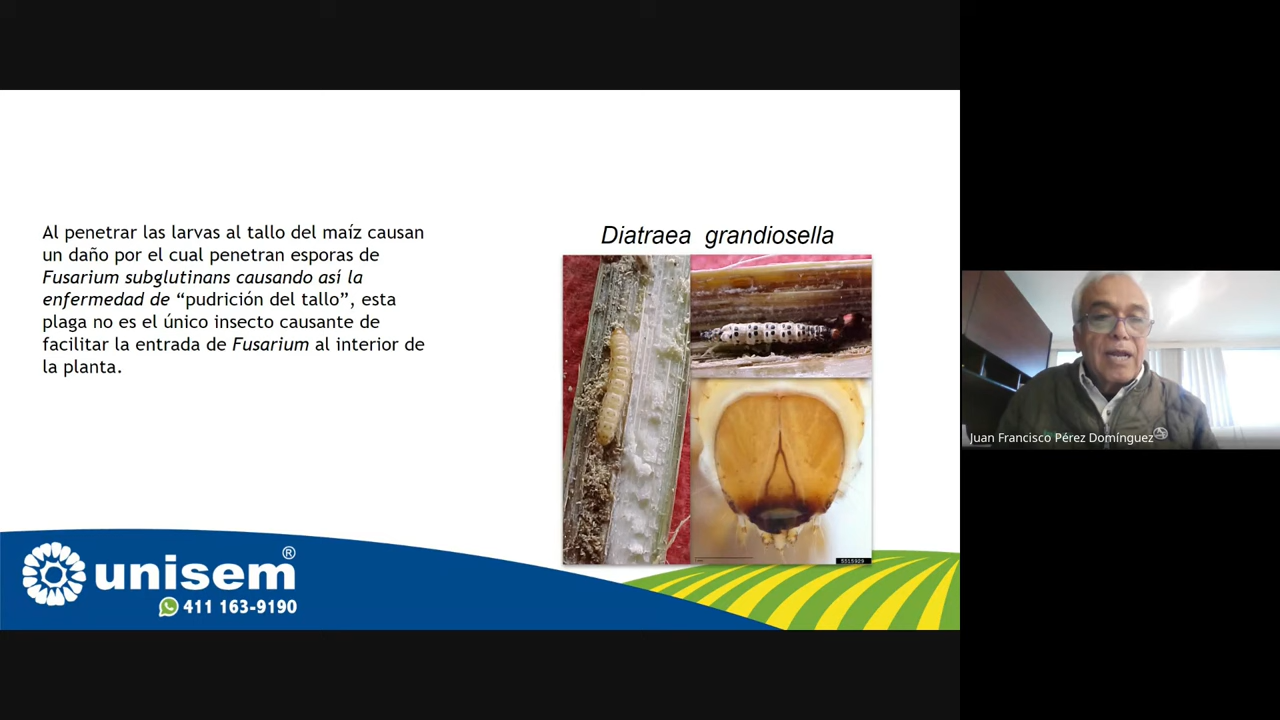 Al penetrar las larvas al tallo del maíz causan
un daño por el cual penetran esporas de
Fusarium subglutinans causando así la
enfermedad de “pudrición del tallo”, esta
plaga no es el único insecto causante de
facilitar la entrada de Fusarium al interior de
la planta.
Diatraea grandiosella
5515929
unisem®
411 163-9190
Juan Francisco Pérez Domínguez